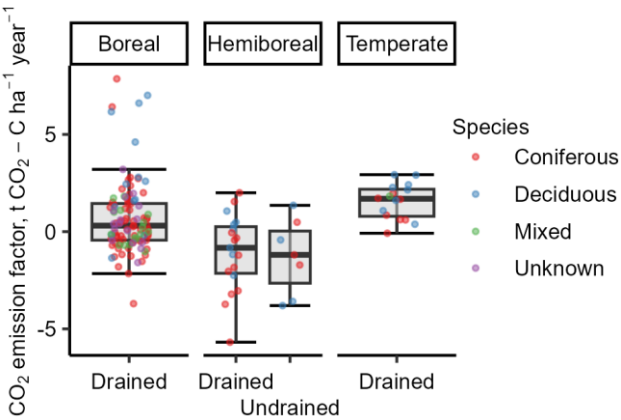 CO₂ emission factor, t CO₂ – C ha⁻¹ year⁻¹
Boreal
Hemiboreal
Temperate
5
0
-5
Drained
Drained
Undrained
Drained
Species
Coniferous
Deciduous
Mixed
Unknown